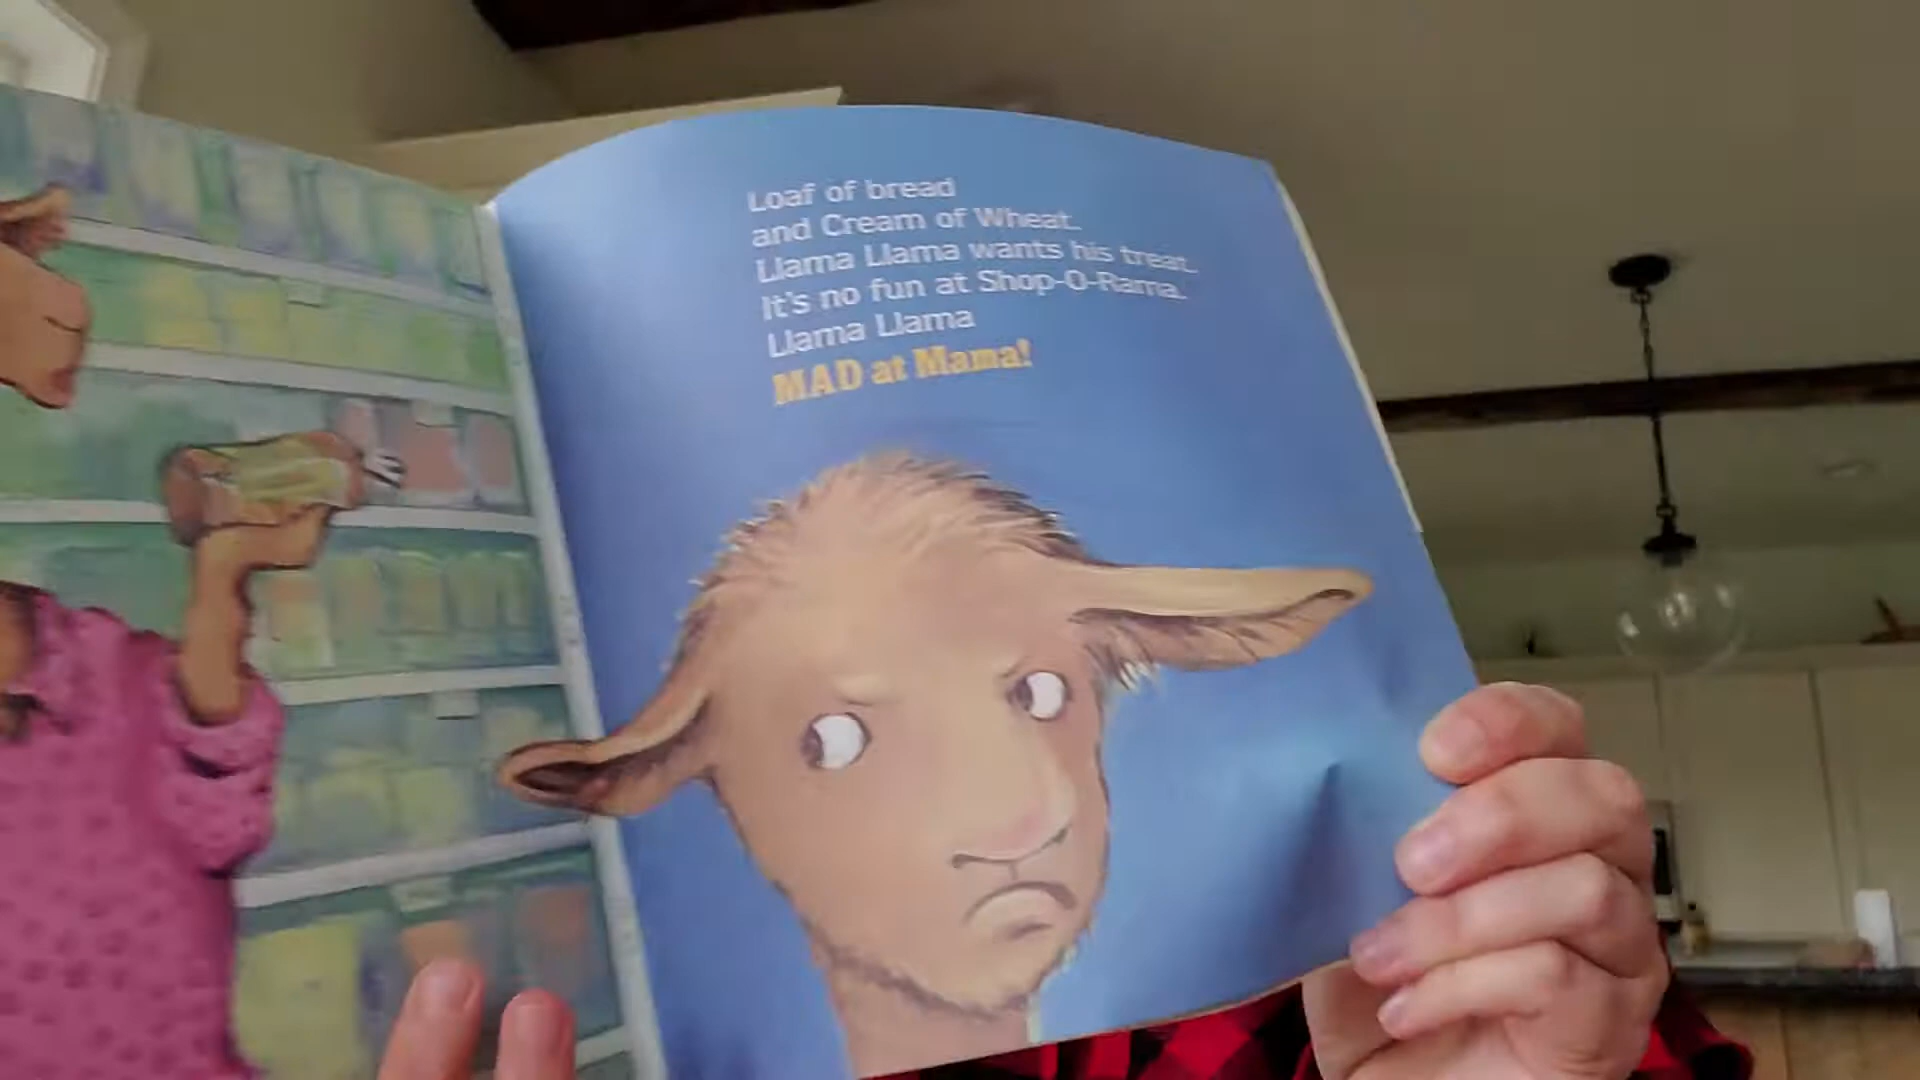 Loaf of bread
and Cream of Wheat.
Llama Llama wants his treat.
It's no fun at Shop-O-Rama.
Llama Llama
MAD at Mama!